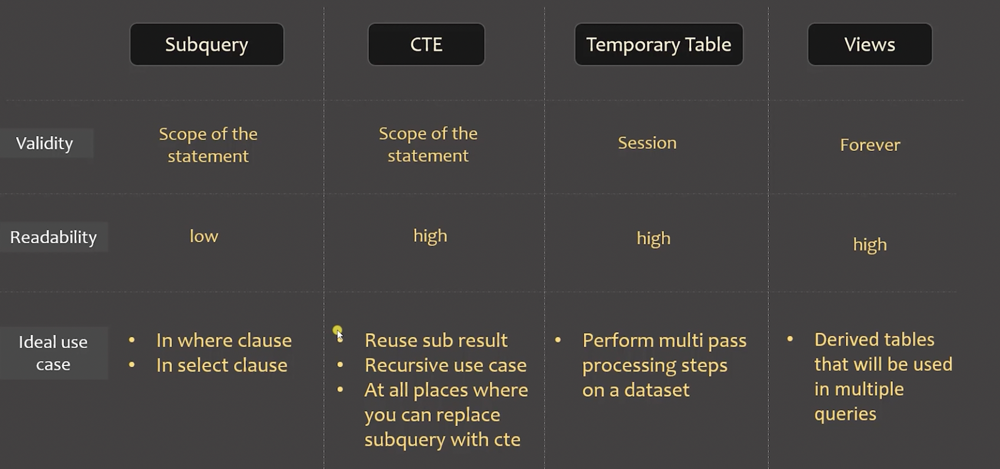 Subquery
CTE
Temporary Table
Views
Validity
Scope of the
statement
Scope of the
statement
Session
Forever
Readability
low
high
high
high
Ideal use
case
• In where clause
• In select clause
• Reuse sub result
• Recursive use case
• At all places where
you can replace
subquery with cte
• Perform multi pass
processing steps
on a dataset
• Derived tables
that will be used
in multiple
queries